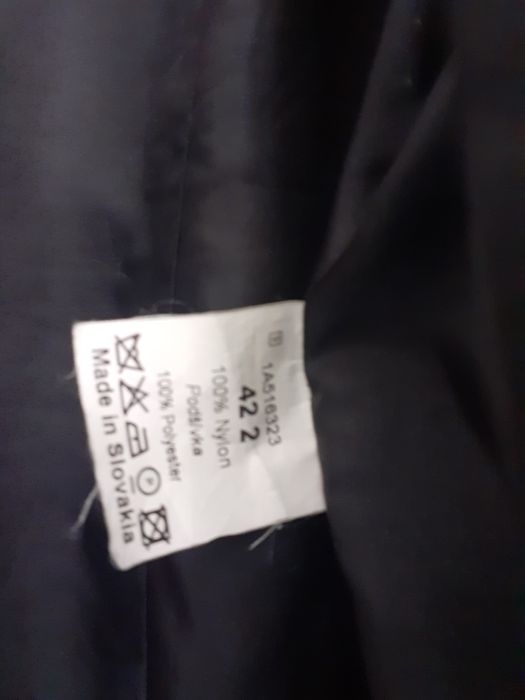 1A516323
42 2
100% Nylon
Podšívka
100% Polyester
P
Made in Slovakia